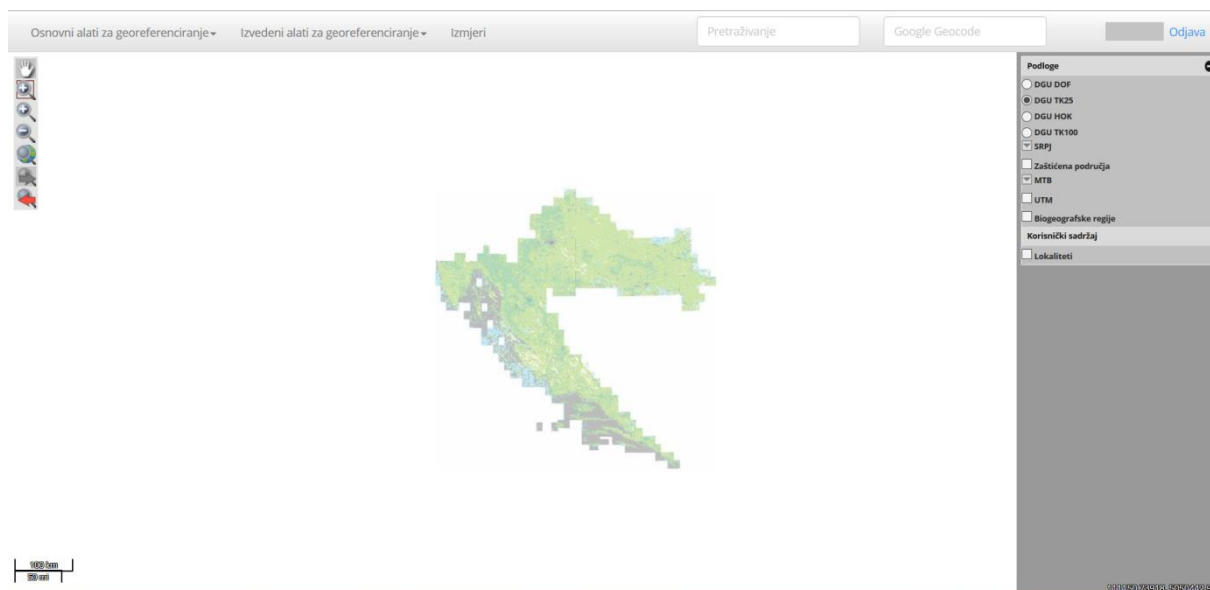 Osnovni alati za georeferenciranje Izvedeni alati za georeferenciranje Izmjeri Pretraživanje Google Geocode Odjava
Podloge
DGU DOF
DGU TK25
DGU HOK
DGU TK100
SRPJ
Zaštićena područja
MTB
UTM
Biogeografske regije
Korisnički sadržaj
Lokaliteti
100 km
50 mi